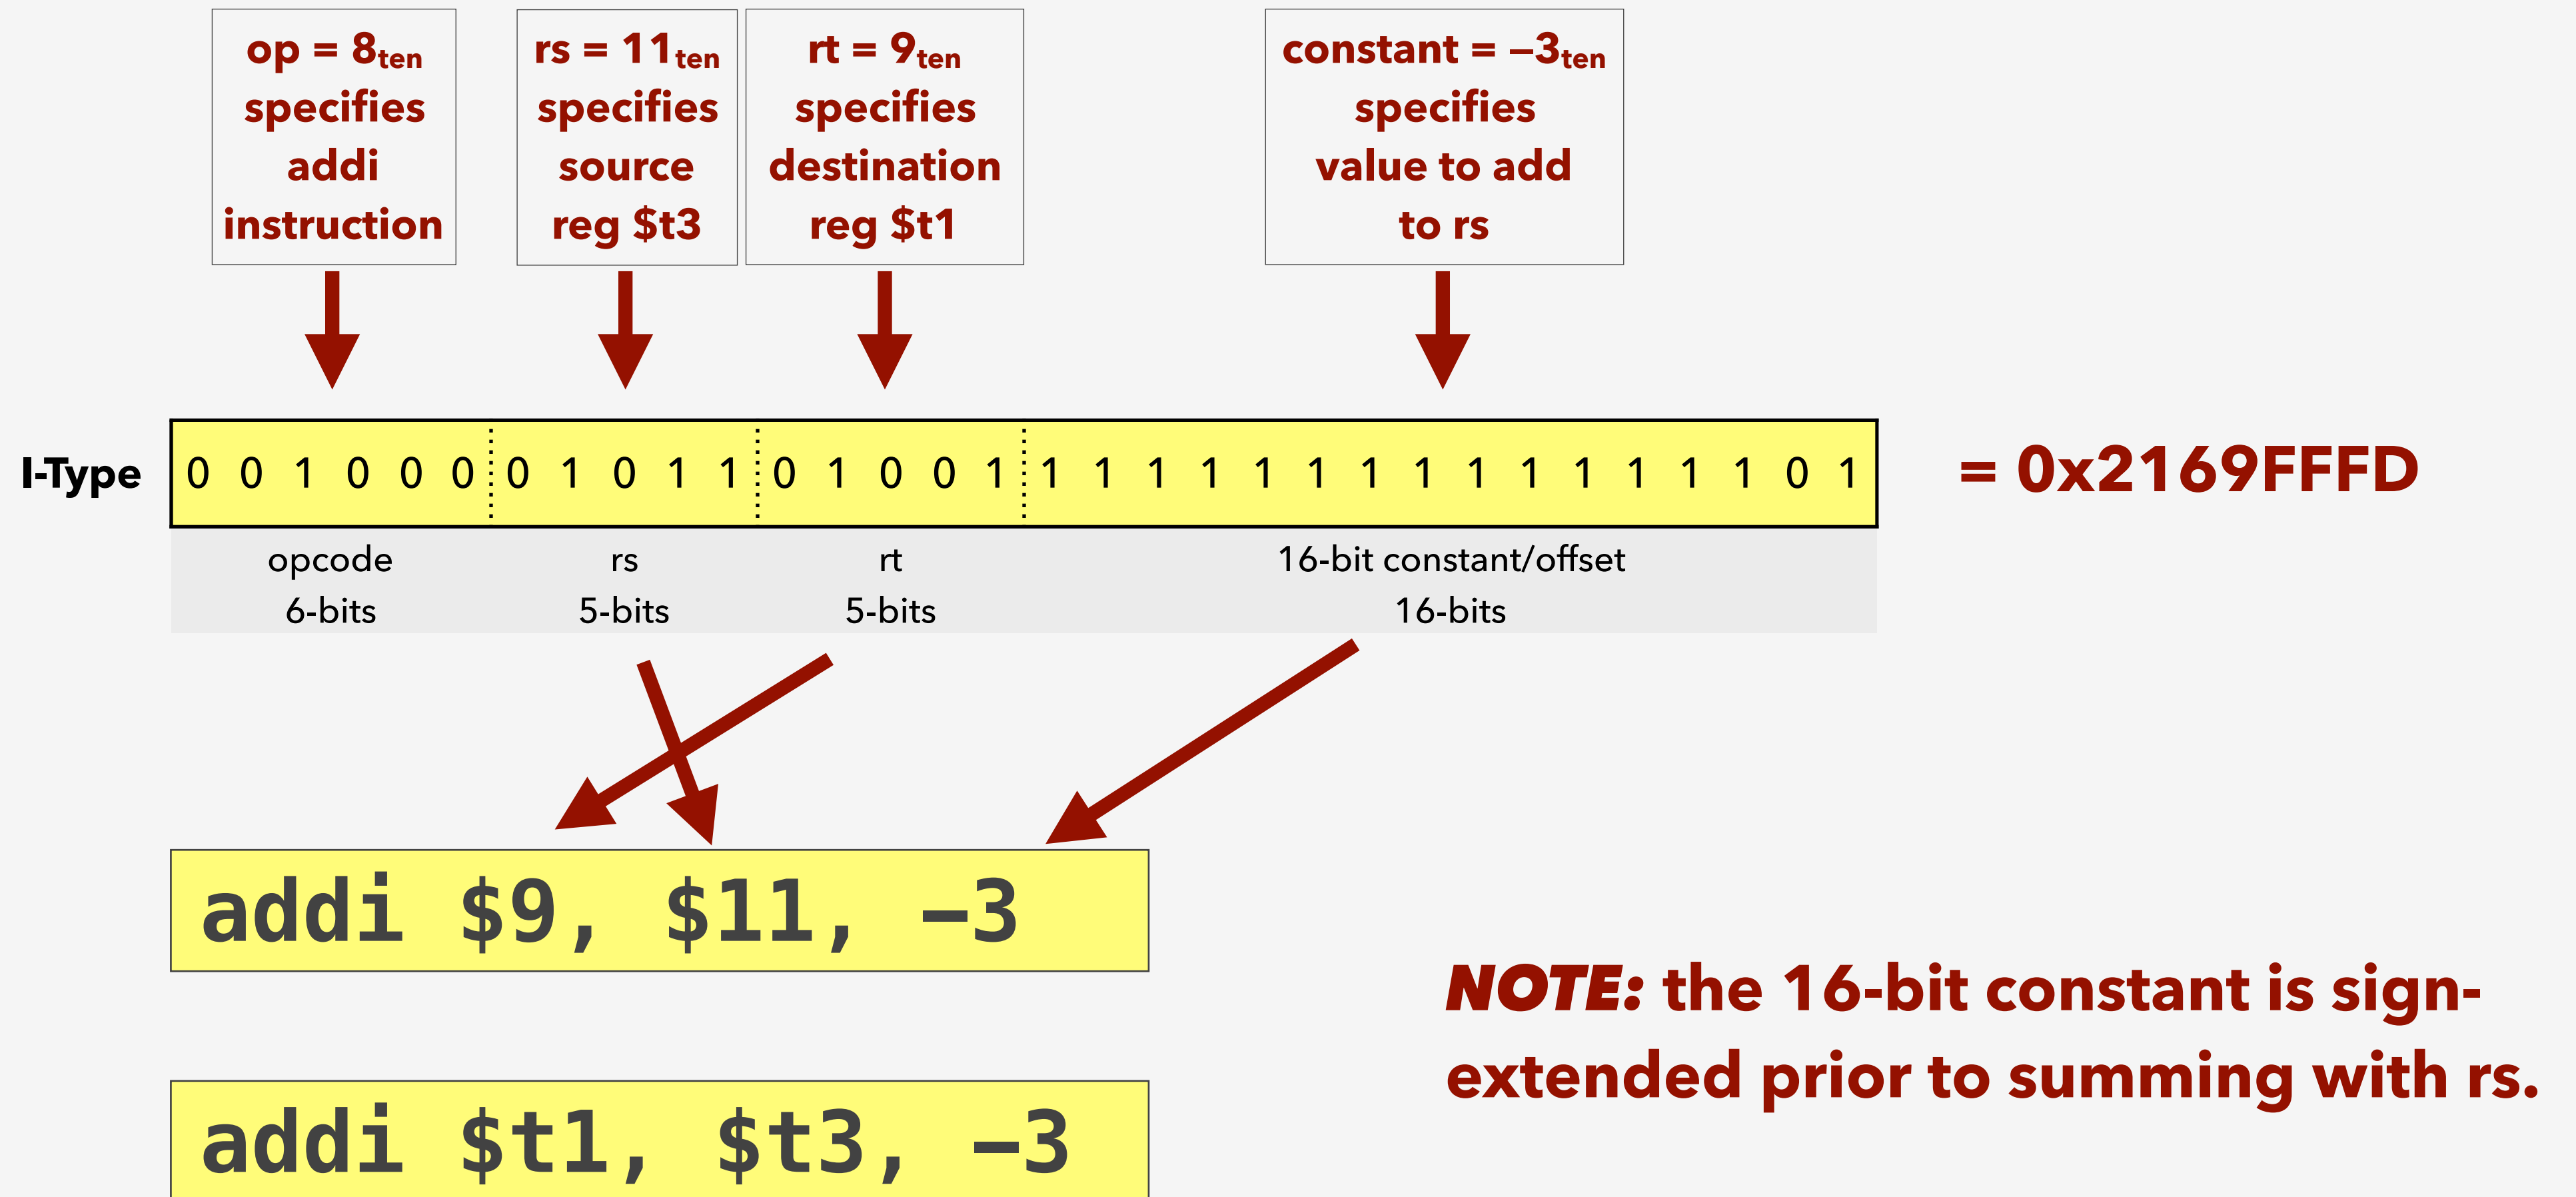 op = 8ten
specifies
addi
instruction
rs = 11ten
specifies
source
reg $t3
rt = 9ten
specifies
destination
reg $t1
constant = –3ten
specifies
value to add
to rs
I-Type
0 0 1 0 0 0 0 1 0 1 1 0 1 0 0 1 1 1 1 1 1 1 1 1 1 1 1 1 1 1 0 1
= 0x2169FFFD
opcode
6-bits
rs
5-bits
rt
5-bits
16-bit constant/offset
16-bits
addi $9, $11, –3
addi $t1, $t3, –3
NOTE: the 16-bit constant is sign-
extended prior to summing with rs.